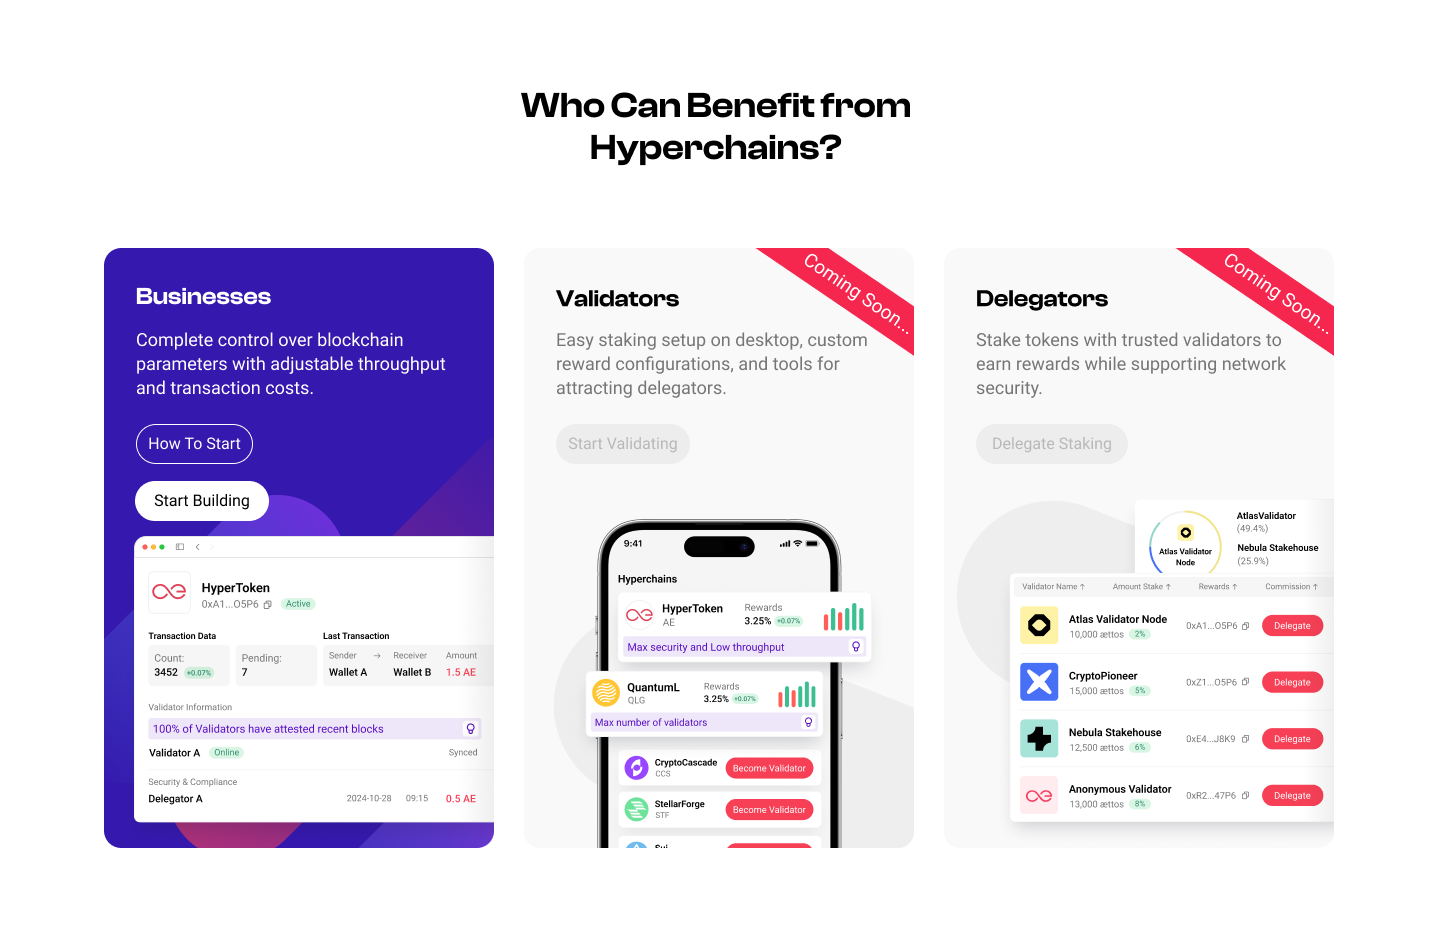 Who Can Benefit from
Hyperchains?
Businesses
Complete control over blockchain
parameters with adjustable throughput
and transaction costs.
How To Start
Start Building
HyperToken
0xA1...O5P6 Active
Transaction Data Last Transaction
Count: Pending: Sender → Receiver Amount
3452 +0.07% 7 Wallet A Wallet B 1.5 AE
Validator Information
100% of Validators have attested recent blocks
Validator A Online Synced
Security & Compliance
Delegator A 2024-10-28 09:15 0.5 AE
Coming Soon...
Validators
Easy staking setup on desktop, custom
reward configurations, and tools for
attracting delegators.
Start Validating
9:41
Hyperchains
HyperToken Rewards
AE 3.25% +0.07%
Max security and Low throughput
QuantumL Rewards
QLG 3.25% +0.07%
Max number of validators
CryptoCascade Become Validator
CCS
StellarForge Become Validator
STF
Coming Soon...
Delegators
Stake tokens with trusted validators to
earn rewards while supporting network
security.
Delegate Staking
Atlas Validator
Node
AtlasValidator
(49.4%)
Nebula Stakehouse
(25.9%)
Validator Name ↑ Amount Stake ↑ Rewards ↑ Commission ↑
Atlas Validator Node 0xA1...O5P6 Delegate
10,000 ættos 2%
CryptoPioneer 0xZ1...O5P6 Delegate
15,000 ættos 5%
Nebula Stakehouse 0xE4...J8K9 Delegate
12,500 ættos 6%
Anonymous Validator 0xR2...47P6 Delegate
13,000 ættos 8%